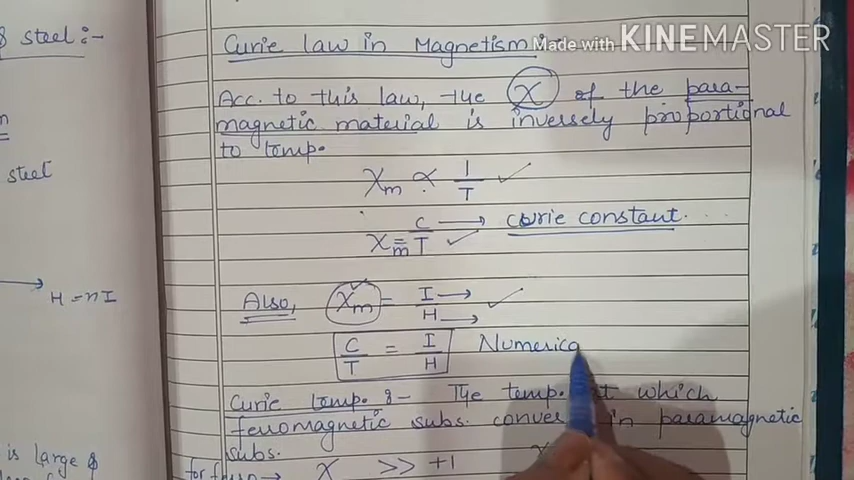 g steel :-
Curie law in Magnetism :-
Made with KINEMASTER
Acc. to this law, the χ of the para-
magnetic material is inversely proportional
to temp.
steel
χm ∝ 1/T ✓
χm = C/T ✓ → curie constant.
H = nI
Also, χm = I/H → → ✓
C/T = I/H Numerica
Curie temp. :- The temp. at which
ferromagnetic subs. conver in paramagnetic
subs.
is large &
χ >> +1